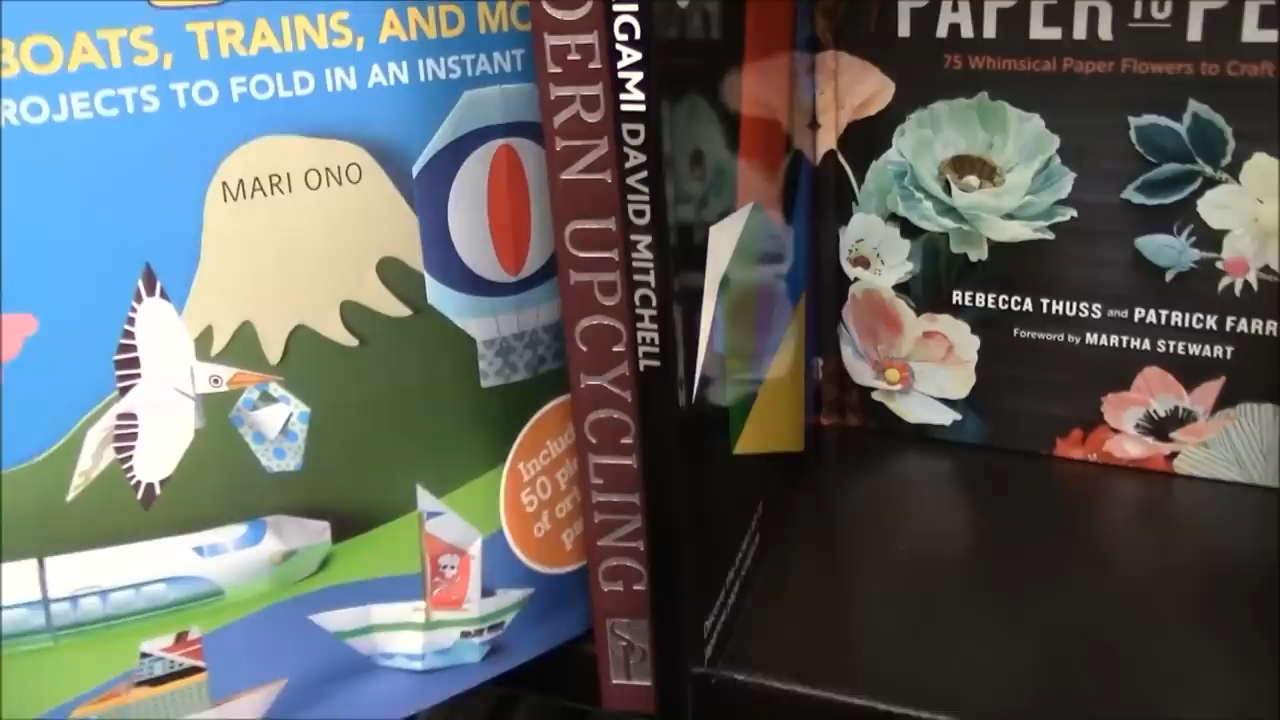 BOATS, TRAINS, AND MO
ROJECTS TO FOLD IN AN INSTANT
MARI ONO
Includ
50 pi
of ori
pa
DERN UPCYCLING
IGAMI DAVID MITCHELL
PAPER TO PE
75 Whimsical Paper Flowers to Craft
REBECCA THUSS and PATRICK FARR
Foreword by MARTHA STEWART